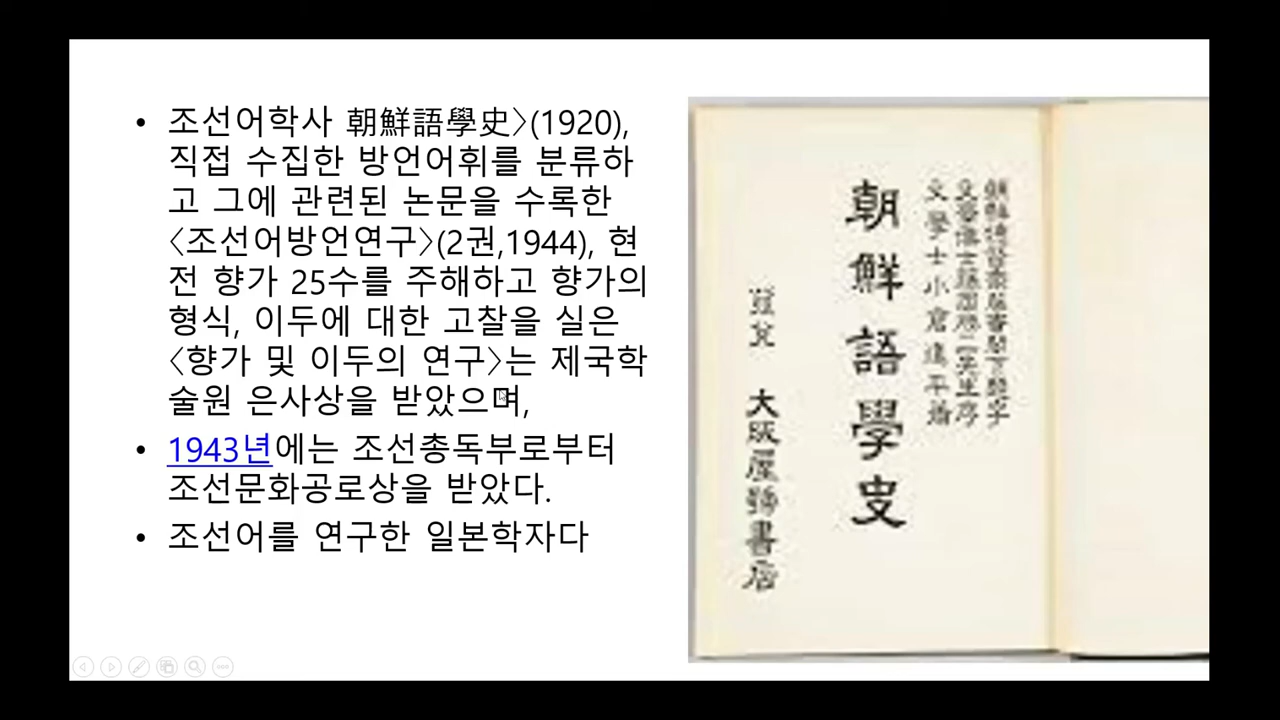 • 조선어학사 朝鮮語學史〉(1920),
직접 수집한 방언어휘를 분류하
고 그에 관련된 논문을 수록한
〈조선어방언연구〉(2권,1944), 현
전 향가 25수를 주해하고 향가의
형식, 이두에 대한 고찰을 실은
〈향가 및 이두의 연구〉는 제국학
술원 은사상을 받았으며,
• 1943년에는 조선총독부로부터
조선문화공로상을 받았다.
• 조선어를 연구한 일본학자다
文學士小倉進平著
朝鮮語學史
大阪屋號書店